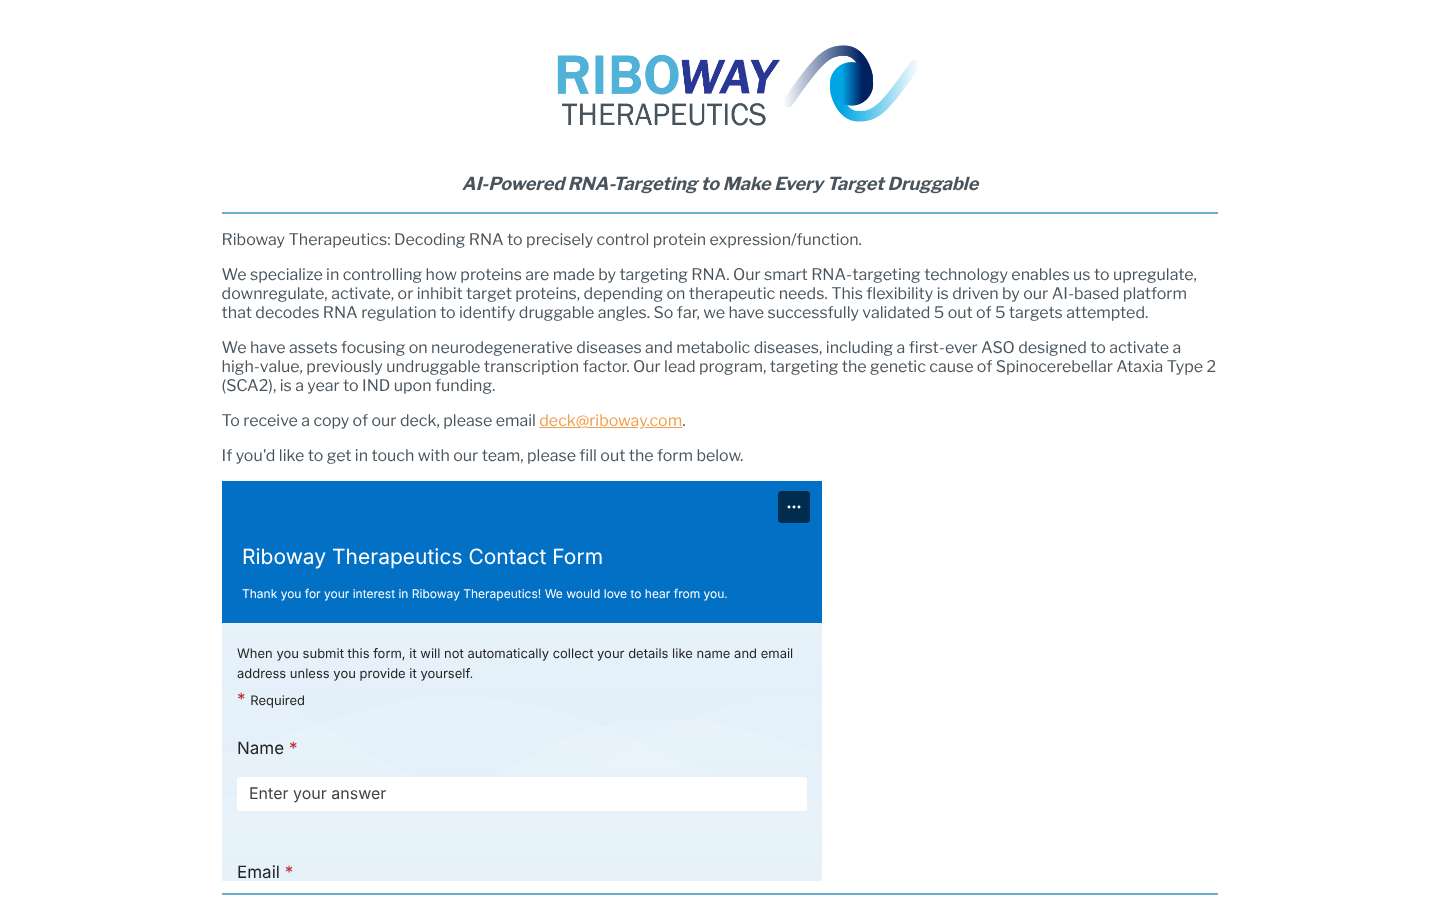 RIBOWAY
THERAPEUTICS
AI-Powered RNA-Targeting to Make Every Target Druggable
Riboway Therapeutics: Decoding RNA to precisely control protein expression/function.
We specialize in controlling how proteins are made by targeting RNA. Our smart RNA-targeting technology enables us to upregulate,
downregulate, activate, or inhibit target proteins, depending on therapeutic needs. This flexibility is driven by our AI-based platform
that decodes RNA regulation to identify druggable angles. So far, we have successfully validated 5 out of 5 targets attempted.
We have assets focusing on neurodegenerative diseases and metabolic diseases, including a first-ever ASO designed to activate a
high-value, previously undruggable transcription factor. Our lead program, targeting the genetic cause of Spinocerebellar Ataxia Type 2
(SCA2), is a year to IND upon funding.
To receive a copy of our deck, please email deck@riboway.com.
If you'd like to get in touch with our team, please fill out the form below.
Riboway Therapeutics Contact Form
Thank you for your interest in Riboway Therapeutics! We would love to hear from you.
When you submit this form, it will not automatically collect your details like name and email
address unless you provide it yourself.
* Required
Name *
Enter your answer
Email *